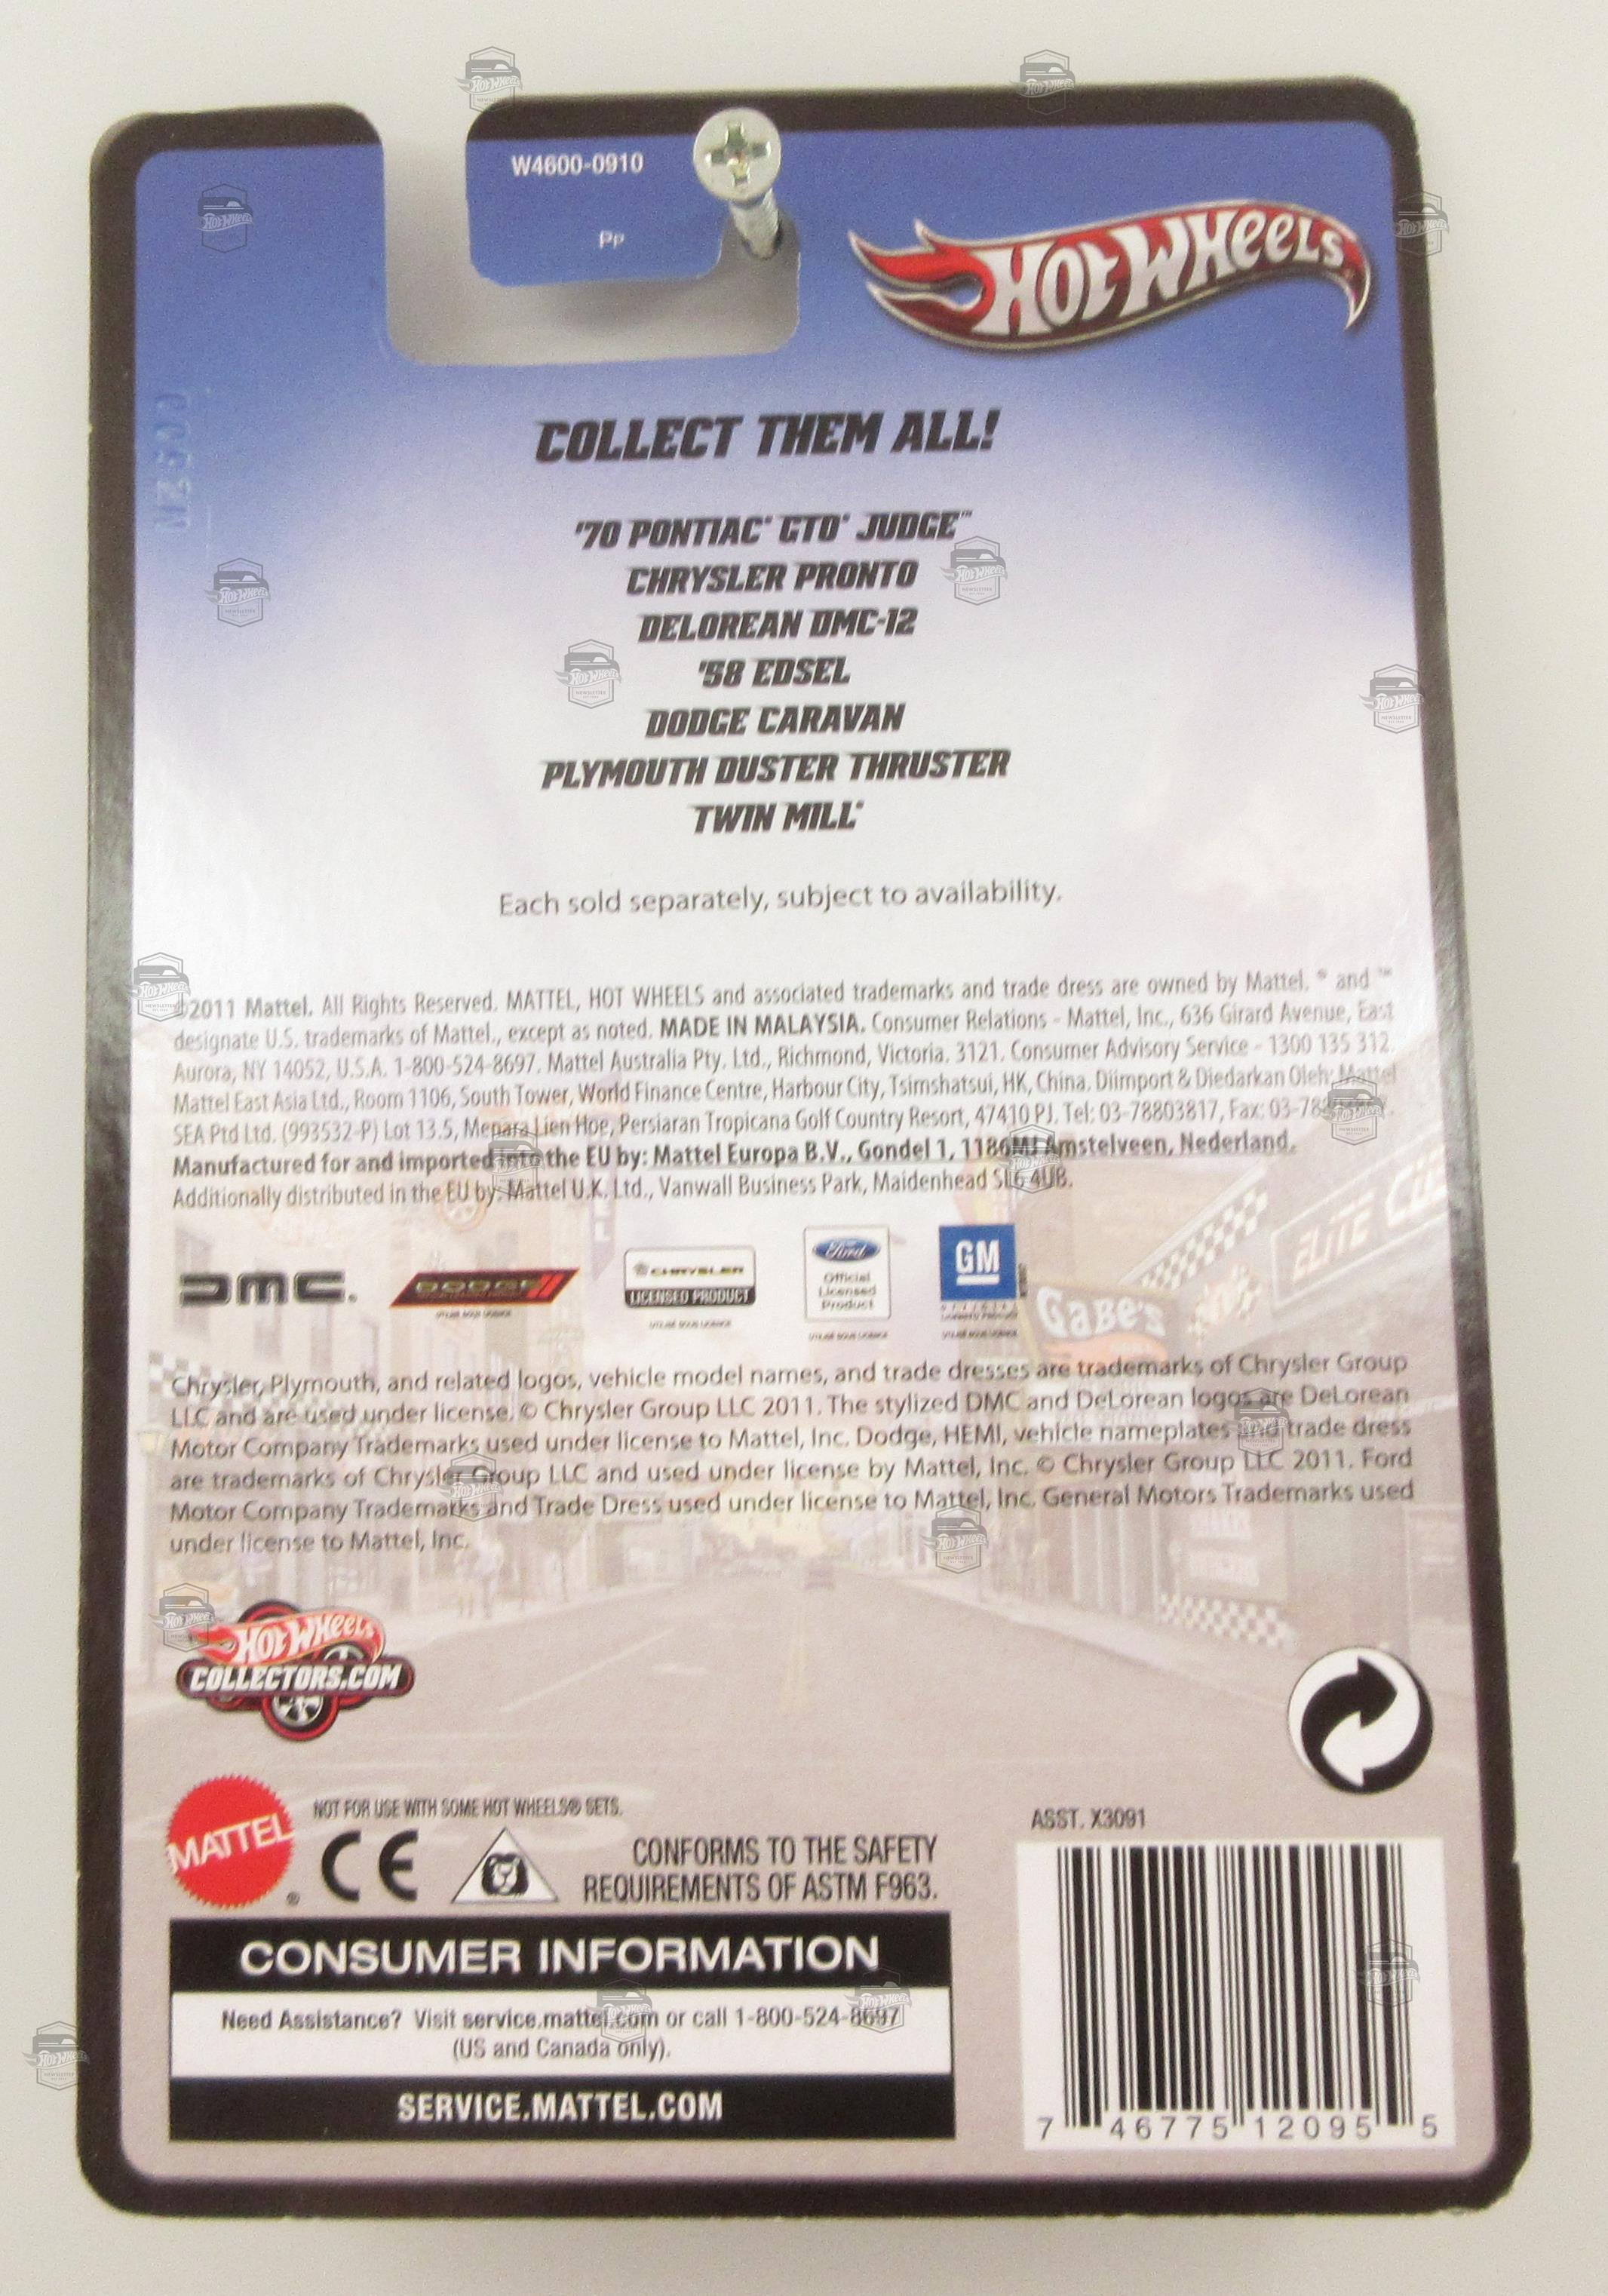 W4600-0910
Pp
HOT WHEELS
COLLECT THEM ALL!
'70 PONTIAC® GTO® JUDGE™
CHRYSLER PRONTO
DELOREAN DMC-12
'58 EDSEL
DODGE CARAVAN
PLYMOUTH DUSTER THRUSTER
TWIN MILL®
Each sold separately, subject to availability.
©2011 Mattel. All Rights Reserved. MATTEL, HOT WHEELS and associated trademarks and trade dress are owned by Mattel. ® and ™
designate U.S. trademarks of Mattel., except as noted. MADE IN MALAYSIA. Consumer Relations - Mattel, Inc., 636 Girard Avenue, East
Aurora, NY 14052, U.S.A. 1-800-524-8697. Mattel Australia Pty. Ltd., Richmond, Victoria. 3121. Consumer Advisory Service - 1300 135 312.
Mattel East Asia Ltd., Room 1106, South Tower, World Finance Centre, Harbour City, Tsimshatsui, HK, China. Diimport & Diedarkan Oleh: Mattel
SEA Ptd Ltd. (993532-P) Lot 13.5, Menara Lien Hoe, Persiaran Tropicana Golf Country Resort, 47410 PJ. Tel: 03-78803817, Fax:
Manufactured for and imported into the EU by: Mattel Europa B.V., Gondel 1, 1186MJ Amstelveen, Nederland.
Additionally distributed in the EU by: Mattel U.K. Ltd., Vanwall Business Park, Maidenhead SL6 4UB.
DMC.
DODGE
CHRYSLER
LICENSED PRODUCT
UTILISÉ SOUS LICENCE
Ford
Official
Licensed
Product
UTILISÉ SOUS LICENCE
GM
UTILISÉ SOUS LICENCE
ELITE
GABE'S
Chrysler, Plymouth, and related logos, vehicle model names, and trade dresses are trademarks of Chrysler Group
LLC and are used under license. © Chrysler Group LLC 2011. The stylized DMC and DeLorean logos are DeLorean
Motor Company Trademarks used under license to Mattel, Inc. Dodge, HEMI, vehicle nameplates and trade dress
are trademarks of Chrysler Group LLC and used under license by Mattel, Inc. © Chrysler Group LLC 2011. Ford
Motor Company Trademarks and Trade Dress used under license to Mattel, Inc. General Motors Trademarks used
under license to Mattel, Inc.
HOT WHEELS
COLLECTORS.COM
MATTEL
®
NOT FOR USE WITH SOME HOT WHEELS® SETS.
CE
CONFORMS TO THE SAFETY
REQUIREMENTS OF ASTM F963.
CONSUMER INFORMATION
Need Assistance? Visit service.mattel.com or call 1-800-524-8697
(US and Canada only).
SERVICE.MATTEL.COM
ASST. X3091
7 46775 12095 5